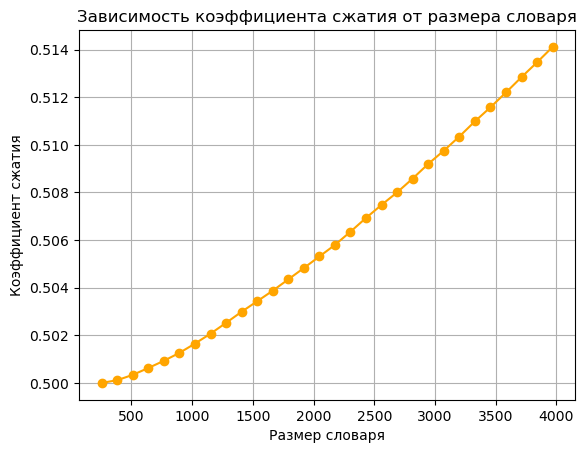 Зависимость коэффициента сжатия от размера словаря
Коэффициент сжатия
0.514
0.512
0.510
0.508
0.506
0.504
0.502
0.500
500 1000 1500 2000 2500 3000 3500 4000
Размер словаря